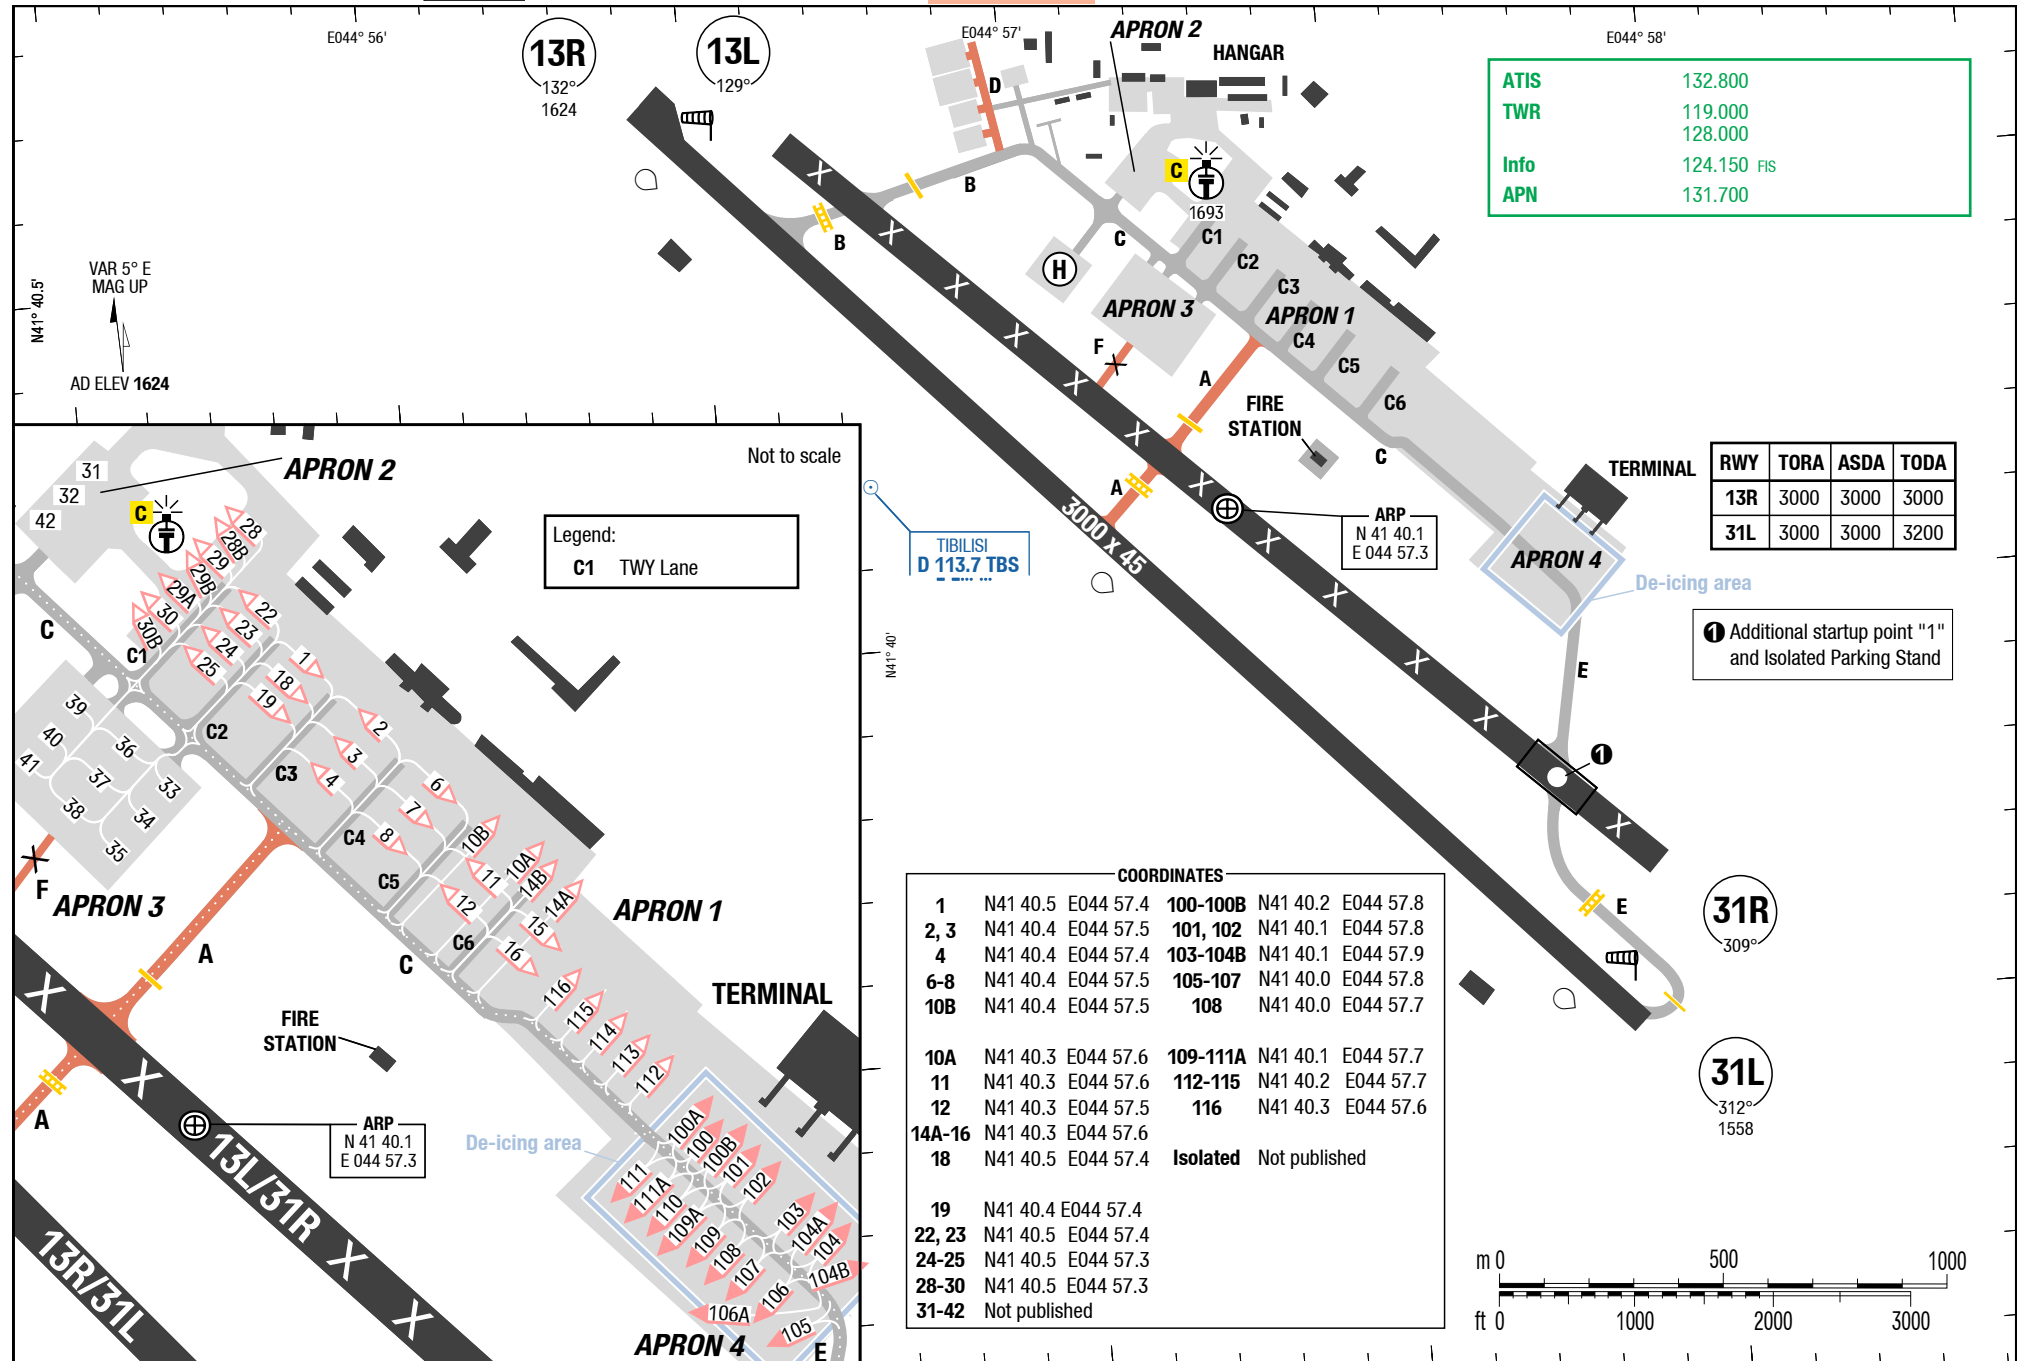 E044° 56'
13R
132°
1624
13L
129°
E044° 57'
APRON 2
HANGAR
E044° 58'
ATIS 132.800
TWR 119.000
128.000
Info 124.150 FIS
APN 131.700
D
B
B
C
1693
C
C1
C2
C3
APRON 1
C4
C5
C6
H
APRON 3
F
A
A
FIRE
STATION
C
VAR 5° E
MAG UP
N41° 40.5'
AD ELEV 1624
X X X X X X X X X X X X
3000 x 45
ARP
N 41 40.1
E 044 57.3
TERMINAL
APRON 4
De-icing area
RWY TORA ASDA TODA
13R 3000 3000 3000
31L 3000 3000 3200
1 Additional startup point "1"
and Isolated Parking Stand
E
1
E
31R
309°
31L
312°
1558
TIBILISI
D 113.7 TBS
N41° 40'
Not to scale
APRON 2
31
32
42
C
Legend:
C1 TWY Lane
28
28B
29
29B
29A
30
30B
22
23
24
25
C
C1
1
18
19
2
3
4
C2
C3
6
7
8
10B
10A
14B
14A
11
12
15
16
C4
C5
C6
C
39
40
41
36
37
38
33
34
35
X
F
APRON 3
A
APRON 1
TERMINAL
116
115
114
113
112
FIRE
STATION
A
ARP
N 41 40.1
E 044 57.3
De-icing area
X X X X
13L/31R
13R/31L
100A
100
100B
101
102
103
104A
104
104B
111
111A
110
109A
109
108
107
106
106A
105
APRON 4
E
COORDINATES
1 N41 40.5 E044 57.4 100-100B N41 40.2 E044 57.8
2, 3 N41 40.4 E044 57.5 101, 102 N41 40.1 E044 57.8
4 N41 40.4 E044 57.4 103-104B N41 40.1 E044 57.9
6-8 N41 40.4 E044 57.5 105-107 N41 40.0 E044 57.8
10B N41 40.4 E044 57.5 108 N41 40.0 E044 57.7
10A N41 40.3 E044 57.6 109-111A N41 40.1 E044 57.7
11 N41 40.3 E044 57.6 112-115 N41 40.2 E044 57.7
12 N41 40.3 E044 57.5 116 N41 40.3 E044 57.6
14A-16 N41 40.3 E044 57.6
18 N41 40.5 E044 57.4 Isolated Not published
19 N41 40.4 E044 57.4
22, 23 N41 40.5 E044 57.4
24-25 N41 40.5 E044 57.3
28-30 N41 40.5 E044 57.3
31-42 Not published
m 0 500 1000
ft 0 1000 2000 3000